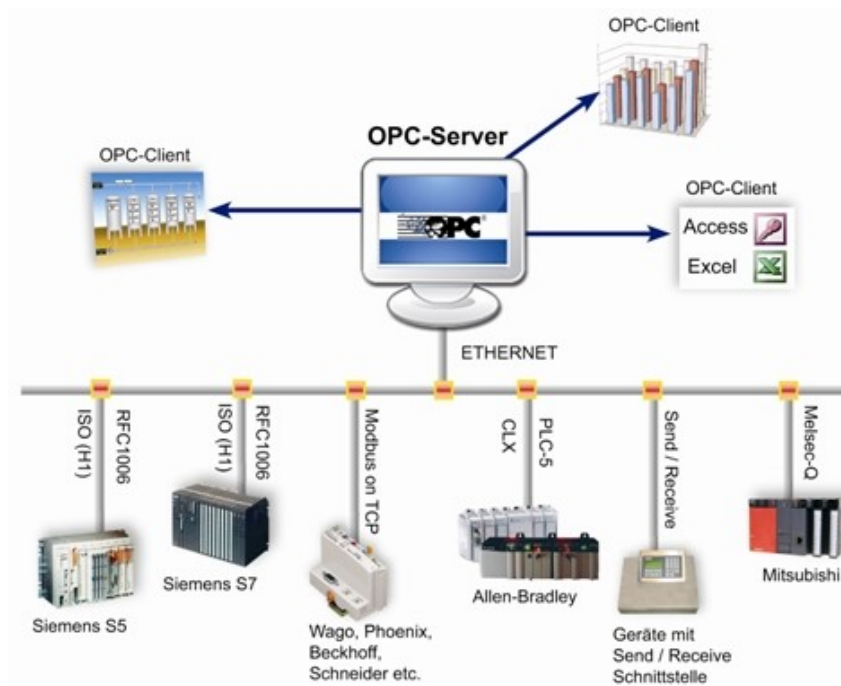 OPC-Client
OPC-Server
OPC-Client
OPC-Client
Access
Excel
OPC
ETHERNET
RFC1006
ISO (H1)
RFC1006
ISO (H1)
Modbus on TCP
PLC-5
CLX
Send / Receive
Melsec-Q
Siemens S5
Siemens S7
Wago, Phoenix,
Beckhoff,
Schneider etc.
Allen-Bradley
Geräte mit
Send / Receive
Schnittstelle
Mitsubishi